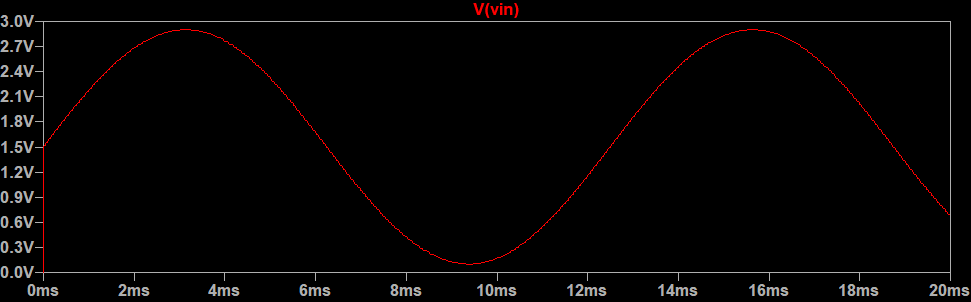 V(vin)
3.0V
2.7V
2.4V
2.1V
1.8V
1.5V
1.2V
0.9V
0.6V
0.3V
0.0V
0ms 2ms 4ms 6ms 8ms 10ms 12ms 14ms 16ms 18ms 20ms